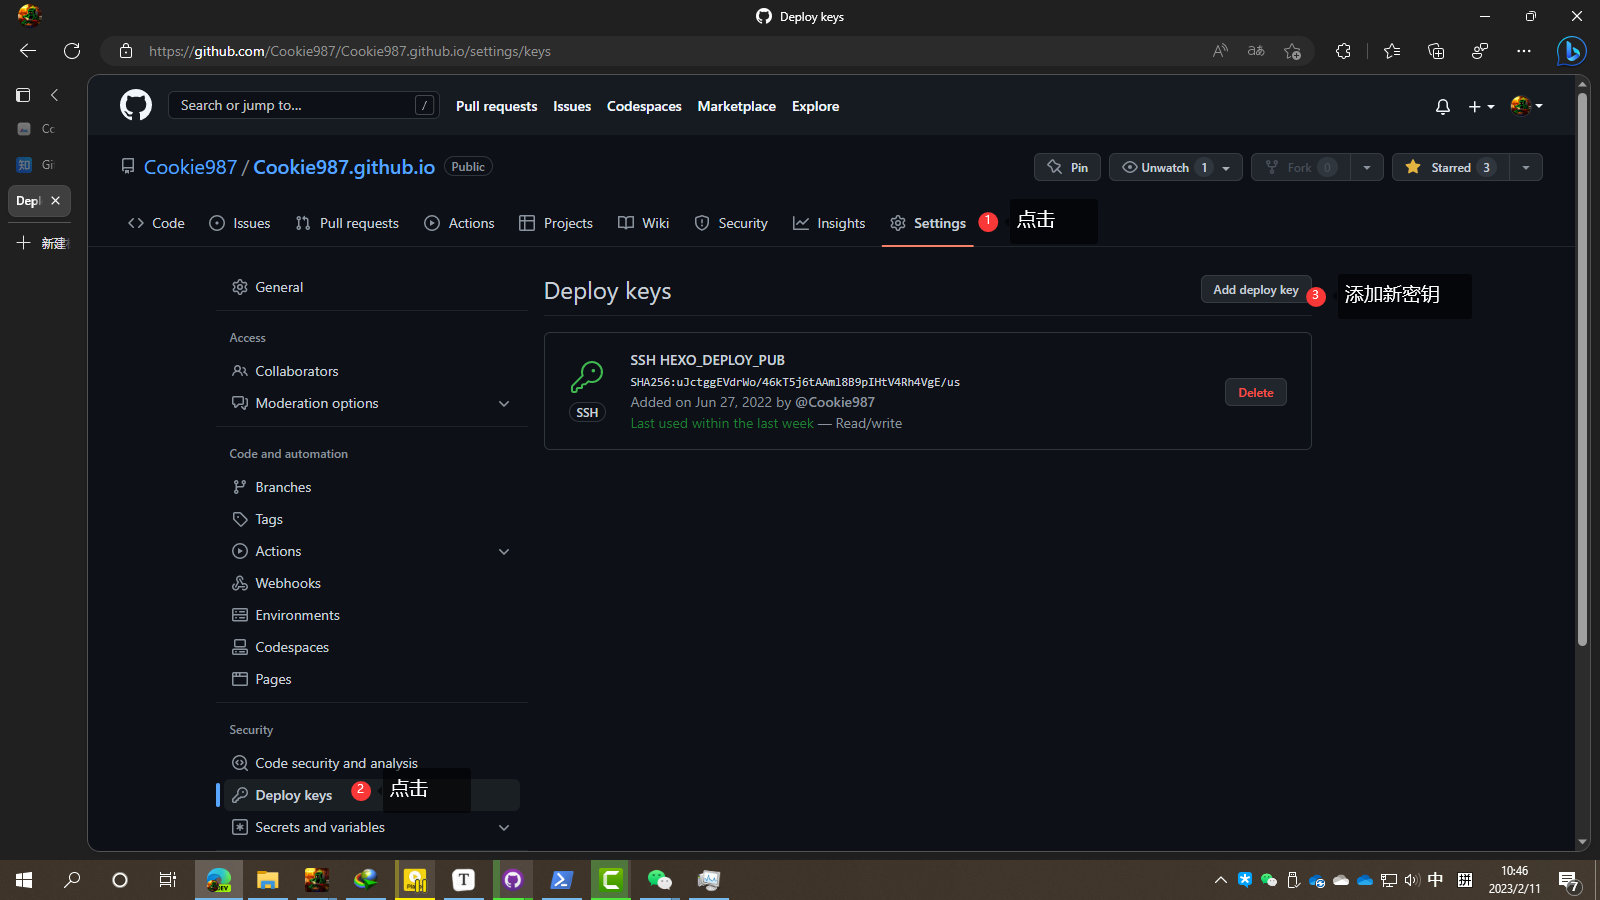 Deploy keys
https://github.com/Cookie987/Cookie987.github.io/settings/keys
Cc
Gi
Depl
新建
Search or jump to... /
Pull requests Issues Codespaces Marketplace Explore
Cookie987 / Cookie987.github.io Public
Pin Unwatch 1 Fork 0 Starred 3
Code Issues Pull requests Actions Projects Wiki Security Insights Settings 1 点击
General
Access
Collaborators
Moderation options
Code and automation
Branches
Tags
Actions
Webhooks
Environments
Codespaces
Pages
Security
Code security and analysis
Deploy keys 2 点击
Secrets and variables
Deploy keys
Add deploy key 3 添加新密钥
SSH HEXO_DEPLOY_PUB
SHA256:uJctggEVdrWo/46kT5j6tAAml8B9pIHtV4Rh4VgE/us
Added on Jun 27, 2022 by @Cookie987
Last used within the last week — Read/write
SSH
Delete
中 拼
10:46
2023/2/11
7